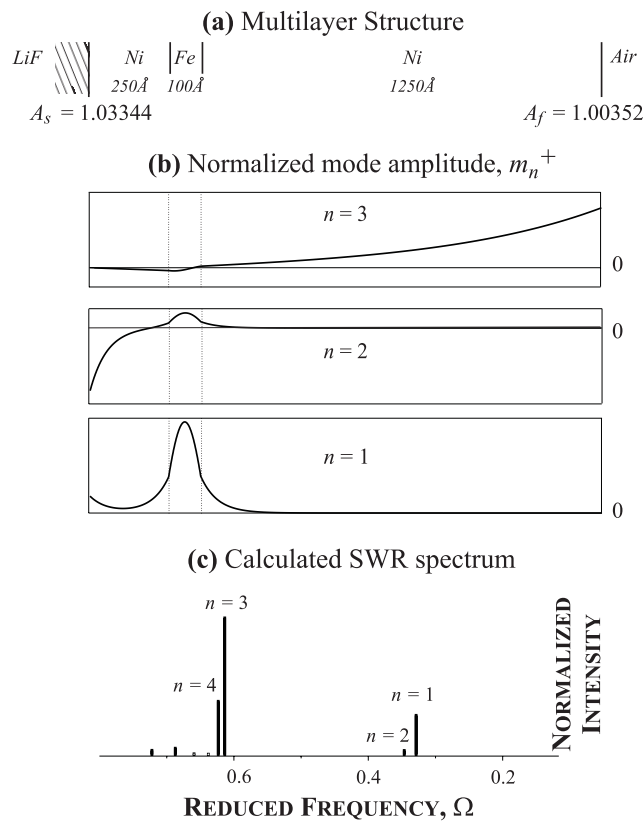 (a) Multilayer Structure
LiF Ni Fe Ni Air
250Å 100Å 1250Å
A_s = 1.03344 A_f = 1.00352
(b) Normalized mode amplitude, m_n^+
n = 3
0
0
n = 2
n = 1
0
(c) Calculated SWR spectrum
n = 3
n = 4
n = 1
n = 2
NORMALIZED
INTENSITY
0.6 0.4 0.2
REDUCED FREQUENCY, Ω